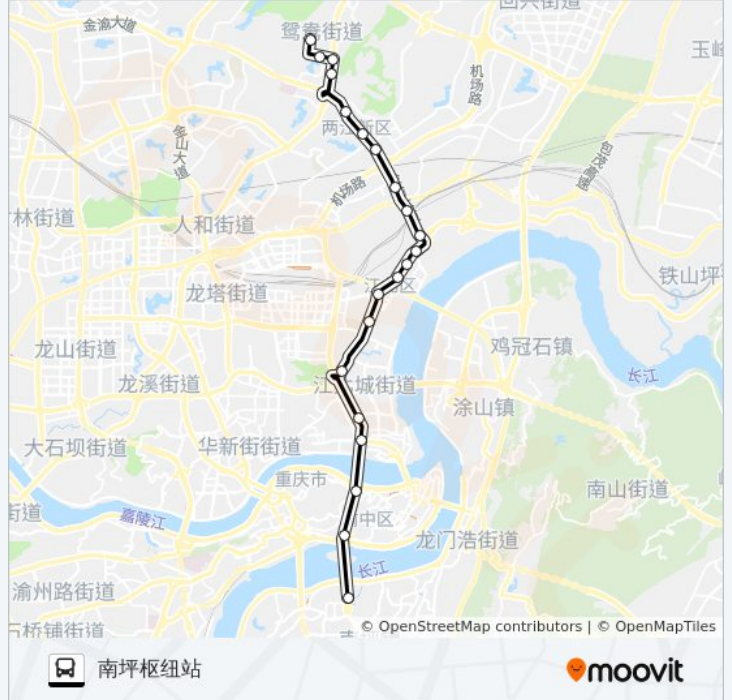 回兴街道
金渝大道
鸳鸯街道
机场路
两江新区
金山大道
包茂高速
机场路
人和街道
龙塔街道
江北区
铁山坪
龙山街道
鸡冠石镇
长江
龙溪街道
江北城街道
涂山镇
大石坝街道
华新街街道
重庆市
南山街道
街道
嘉陵江
中区
龙门浩街道
长江
渝州路街道
石桥铺街道
© OpenStreetMap contributors | © OpenMapTiles
南坪枢纽站
moovit